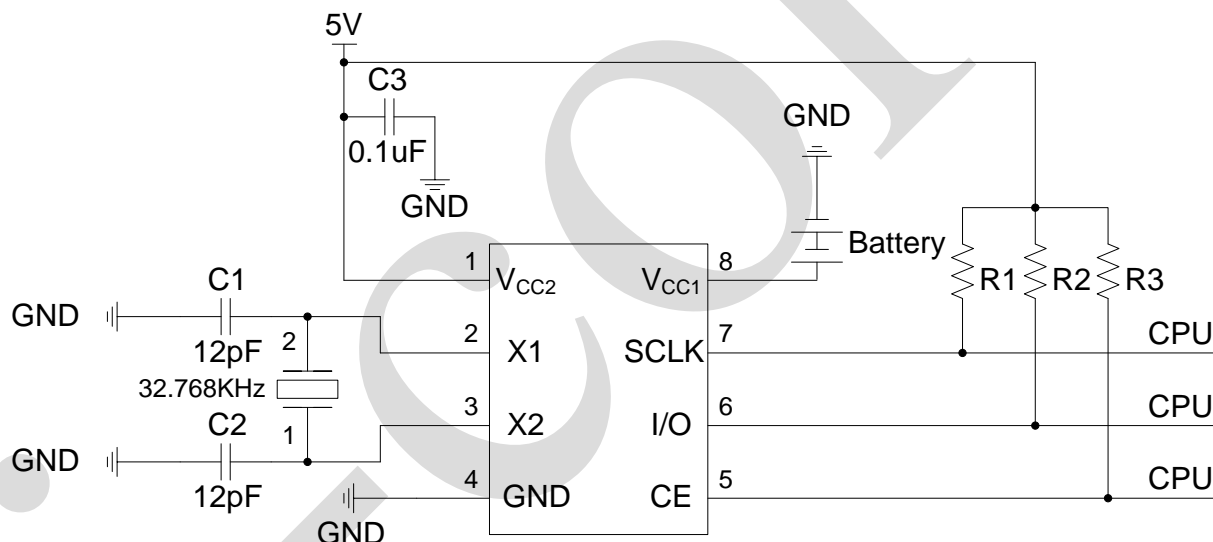 5V
C3
0.1uF
GND
GND
Battery
1
VCC2
8
VCC1
R1
R2
R3
C1
GND
12pF
2
2
X1
7
SCLK
CPU
32.768KHz
3
X2
6
I/O
CPU
C2
1
GND
12pF
4
GND
5
CE
CPU
GND